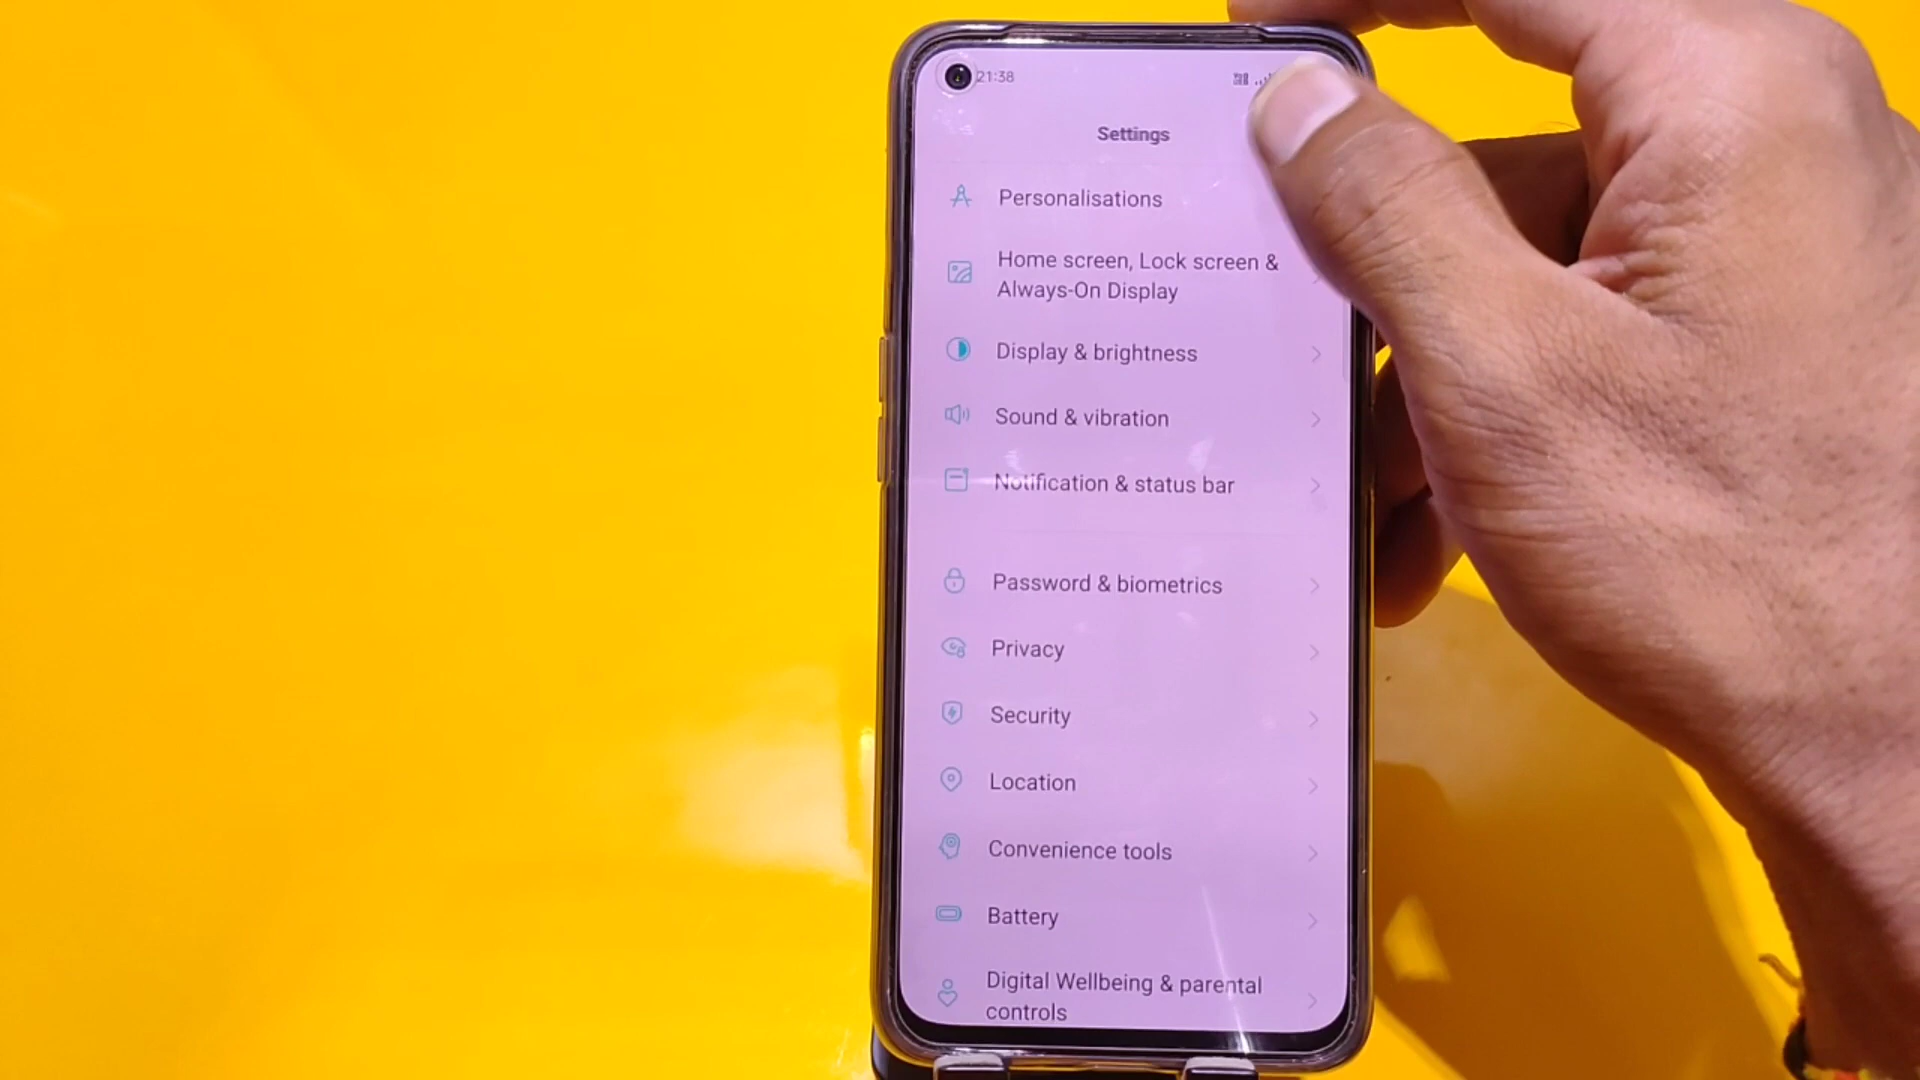 21:38
Settings
Personalisations
Home screen, Lock screen &
Always-On Display
Display & brightness
Sound & vibration
Notification & status bar
Password & biometrics
Privacy
Security
Location
Convenience tools
Battery
Digital Wellbeing & parental
controls